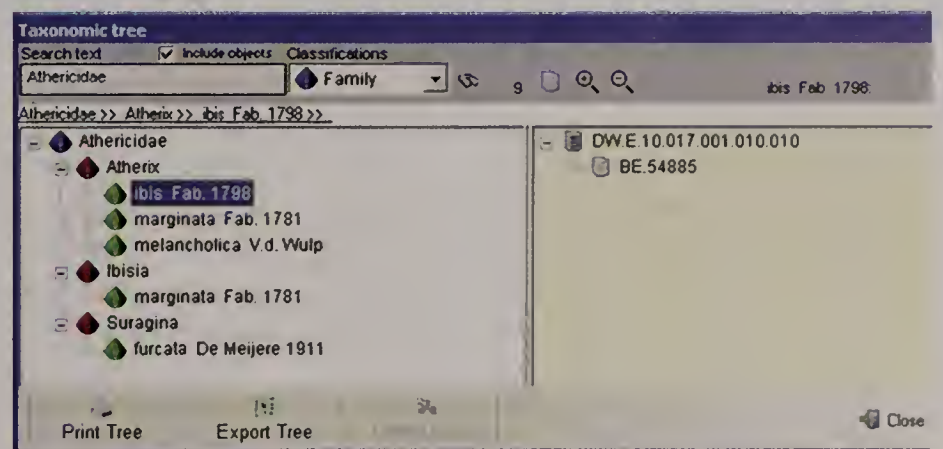 Taxonomic tree
Search text Include objects Classifications
Athericidae Family 9 ibis Fab 1798:
Athericidae >> Atherix >> ibis Fab. 1798 >>
Athericidae
Atherix
ibis Fab. 1798
marginata Fab. 1781
melancholica V.d. Wulp
Ibisia
marginata Fab. 1781
Suragina
furcata De Meijere 1911
DW.E.10.017.001.010.010
BE.54885
Print Tree Export Tree Close